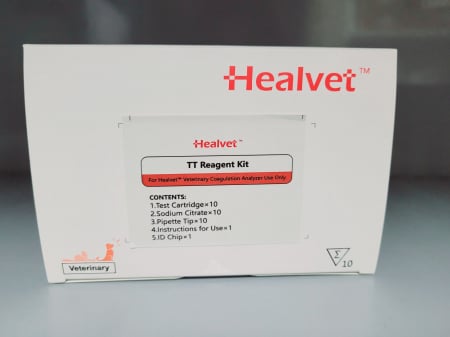 Healvet™
Healvet™
TT Reagent Kit
For Healvet® Veterinary Coagulation Analyzer Use Only
CONTENTS:
1.Test Cartridge×10
2.Sodium Citrate×10
3.Pipette Tip×10
4.Instructions for Use×1
5.ID Chip×1
Veterinary
Σ
10